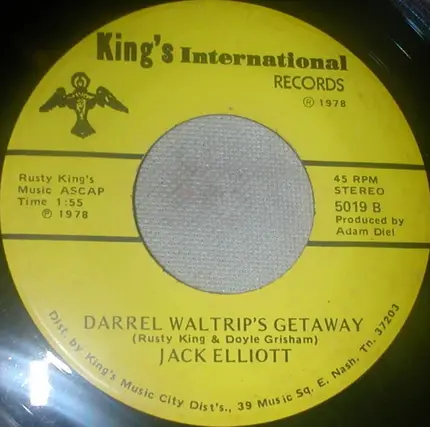 King's International
RECORDS
℗ 1978
Rusty King's
Music ASCAP
Time 1:55
℗ 1978
45 RPM
STEREO
5019 B
Produced by
Adam Diel
DARREL WALTRIP'S GETAWAY
(Rusty King & Doyle Grisham)
JACK ELLIOTT
Dist. by King's Music City Dist's., 39 Music Sq. E. Nash. Tn. 37203